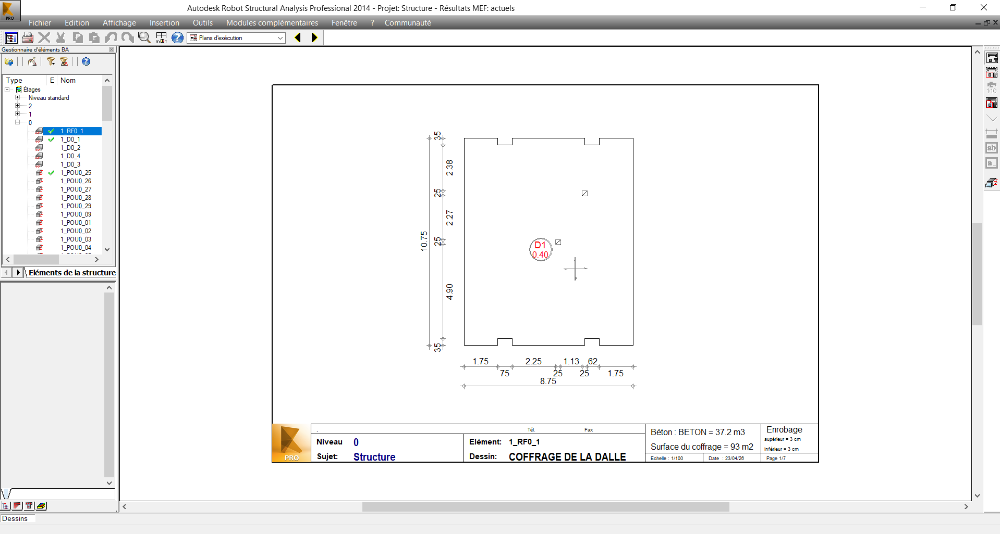 PRO
Autodesk Robot Structural Analysis Professional 2014 - Projet: Structure - Résultats MEF: actuels
Fichier Edition Affichage Insertion Outils Modules complémentaires Fenêtre ? Communauté
Plans d'exécution
Gestionnaire d'éléments BA
Type E Nom
Étages
Niveau standard
2
1
0
1_RF0_1
1_D0_1
1_D0_2
1_D0_4
1_D0_3
1_POU0_25
1_POU0_26
1_POU0_27
1_POU0_28
1_POU0_29
1_POU0_09
1_POU0_01
1_POU0_02
1_POU0_03
1_POU0_04
Eléments de la structure
Dessins
35
2.38
25
2.27
10.75
25
4.90
35
D1
0.40
1.75 2.25 1.13 62
75 25 25 1.75
8.75
PRO
, Tél. Fax
Niveau 0
Sujet: Structure
Elément: 1_RF0_1
Dessin: COFFRAGE DE LA DALLE
Béton : BETON = 37.2 m3
Surface du coffrage = 93 m2
Echelle : 1/100 Date : 23/04/26
Enrobage
supérieur = 3 cm
inférieur = 3 cm
Page 1/7
1:10
ab
a_